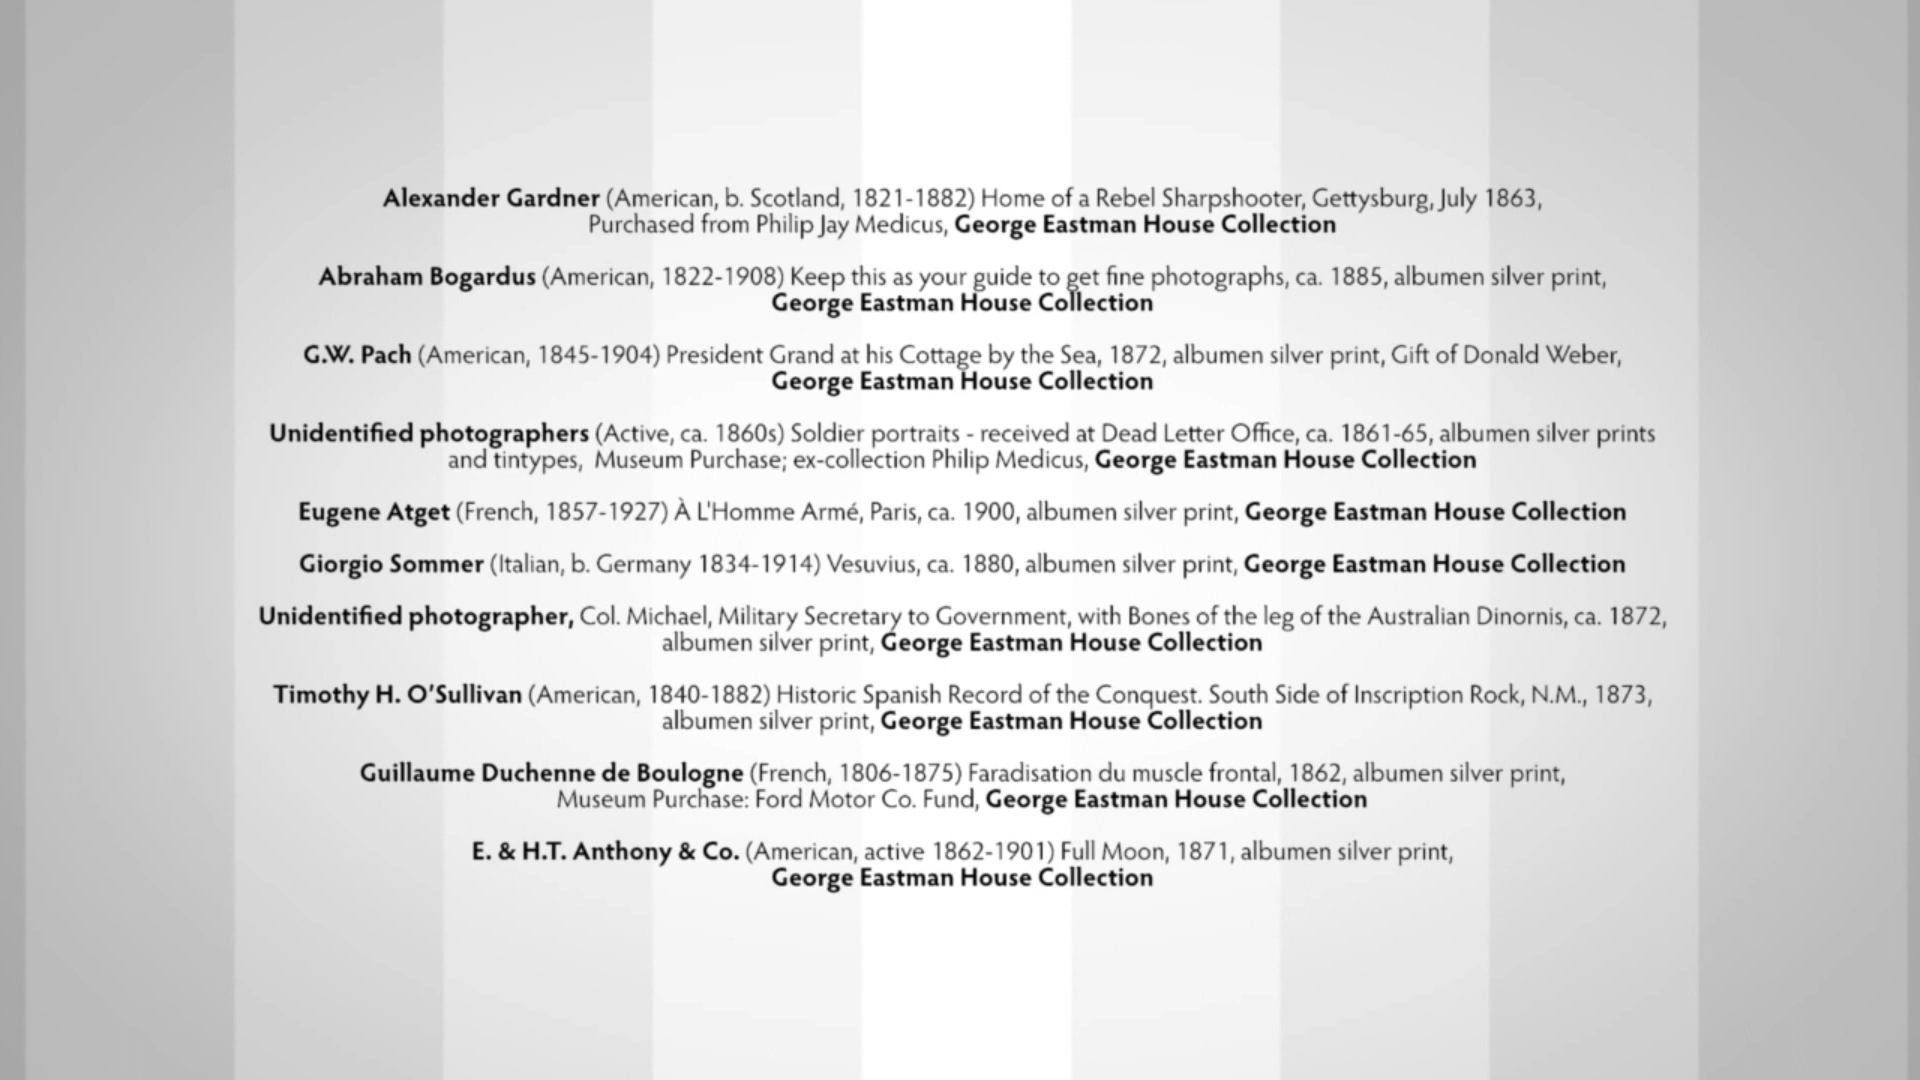 Alexander Gardner (American, b. Scotland, 1821-1882) Home of a Rebel Sharpshooter, Gettysburg, July 1863,
Purchased from Philip Jay Medicus, George Eastman House Collection
Abraham Bogardus (American, 1822-1908) Keep this as your guide to get fine photographs, ca. 1885, albumen silver print,
George Eastman House Collection
G.W. Pach (American, 1845-1904) President Grand at his Cottage by the Sea, 1872, albumen silver print, Gift of Donald Weber,
George Eastman House Collection
Unidentified photographers (Active, ca. 1860s) Soldier portraits - received at Dead Letter Office, ca. 1861-65, albumen silver prints
and tintypes, Museum Purchase; ex-collection Philip Medicus, George Eastman House Collection
Eugene Atget (French, 1857-1927) À L'Homme Armé, Paris, ca. 1900, albumen silver print, George Eastman House Collection
Giorgio Sommer (Italian, b. Germany 1834-1914) Vesuvius, ca. 1880, albumen silver print, George Eastman House Collection
Unidentified photographer, Col. Michael, Military Secretary to Government, with Bones of the leg of the Australian Dinornis, ca. 1872,
albumen silver print, George Eastman House Collection
Timothy H. O'Sullivan (American, 1840-1882) Historic Spanish Record of the Conquest. South Side of Inscription Rock, N.M., 1873,
albumen silver print, George Eastman House Collection
Guillaume Duchenne de Boulogne (French, 1806-1875) Faradisation du muscle frontal, 1862, albumen silver print,
Museum Purchase: Ford Motor Co. Fund, George Eastman House Collection
E. & H.T. Anthony & Co. (American, active 1862-1901) Full Moon, 1871, albumen silver print,
George Eastman House Collection